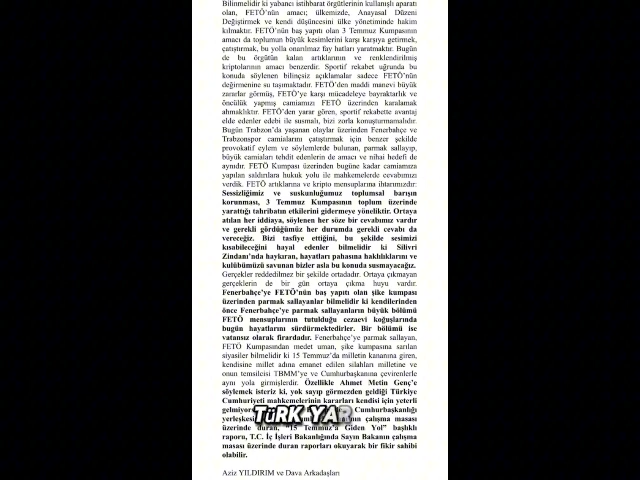 Bilinmelidir ki yabancı istihbarat örgütlerinin kullanışlı aparatı
olan, FETÖ'nün amacı; ülkemizde, Anayasal Düzeni
Değiştirmek ve kendi düşüncesini ülke yönetiminde hakim
kılmaktır. FETÖ'nün baş yapıtı olan 3 Temmuz Kumpasının
amacı da toplumun büyük kesimlerini karşı karşıya getirmek,
çatıştırmak, bu yolla onarılmaz fay hatları yaratmaktır. Bugün
de bu örgütün kalan artıklarının ve renklendirilmiş
kriptolarının amacı benzerdir. Sportif rekabet uğrunda bu
konuda söylenen bilinçsiz açıklamalar sadece FETÖ'nün
değirmenine su taşımaktadır. FETÖ'den maddi manevi büyük
zararlar görmüş, FETÖ'ye karşı mücadeleye bayraktarlık ve
öncülük yapmış camiamızı FETÖ üzerinden karalamak
ahmaklıktır. FETÖ'den yarar gören, sportif rekabette avantaj
elde edenler edebi ile susmalı, bizi zorla konuşturmamalıdır.
Bugün Trabzon'da yaşanan olaylar üzerinden Fenerbahçe ve
Trabzonspor camialarını çatıştırmak için benzer şekilde
provokatif eylem ve söylemlerde bulunan, parmak sallayıp,
büyük camiaları tehdit edenlerin de amacı ve nihai hedefi de
aynıdır. FETÖ Kumpası üzerinden bugüne kadar camiamıza
yapılan saldırılara hukuk yolu ile mahkemelerde cevabımızı
verdik. FETÖ artıklarına ve kripto mensuplarına ihtarımızdır:
Sessizliğimiz ve suskunluğumuz toplumsal barışın
korunması, 3 Temmuz Kumpasının toplum üzerinde
yarattığı tahribatın etkilerini gidermeye yöneliktir. Ortaya
atılan her iddiaya, söylenen her söze bir cevabımız vardır
ve gerekli gördüğümüz her durumda gerekli cevabı da
vereceğiz. Bizi tasfiye ettiğini, bu şekilde sesimizi
kısabileceğini hayal edenler bilmelidir ki Silivri
Zindanı'nda haykıran, hayatları pahasına haklılıklarını ve
kulübümüzü savunan bizler asla bu konuda susmayacağız.
Gerçekler reddedilmez bir şekilde ortadadır. Ortaya çıkmayan
gerçeklerin de bir gün ortaya çıkma huyu vardır.
Fenerbahçe'ye FETÖ'nün baş yapıtı olan şike kumpası
üzerinden parmak sallayanlar bilmelidir ki kendilerinden
önce Fenerbahçe'ye parmak sallayanların büyük bölümü
FETÖ mensuplarının tutulduğu cezaevi koğuşlarında
bugün hayatlarını sürdürmektedirler. Bir bölümü ise
vatansız olarak firardadır. Fenerbahçe'ye parmak sallayan,
FETÖ Kumpasından medet uman, şike kumpasına sarılan
siyasiler bilmelidir ki 15 Temmuz'da milletin kanına giren,
kendisine millet adına emanet edilen silahları milletine ve
onun temsilcisi TBMM'ye ve Cumhurbaşkanına çevirenlerle
aynı yola girmişlerdir. Özellikle Ahmet Metin Genç'e
söylemek isteriz ki, yok sayıp görmezden geldiği Türkiye
Cumhuriyeti mahkemelerinin kararları kendisi için yeterli
gelmiyors Cumhurbaşkanlığı
yerleşkesi nın çalışma masası
üzerinde duran, "15 Temmuz'a Giden Yol" başlıklı
raporu, T.C. İç İşleri Bakanlığında Sayın Bakanın çalışma
masası üzerinde duran raporları okuyarak bir fikir sahibi
olabilir.
TÜRK YAR
Aziz YILDIRIM ve Dava Arkadaşları